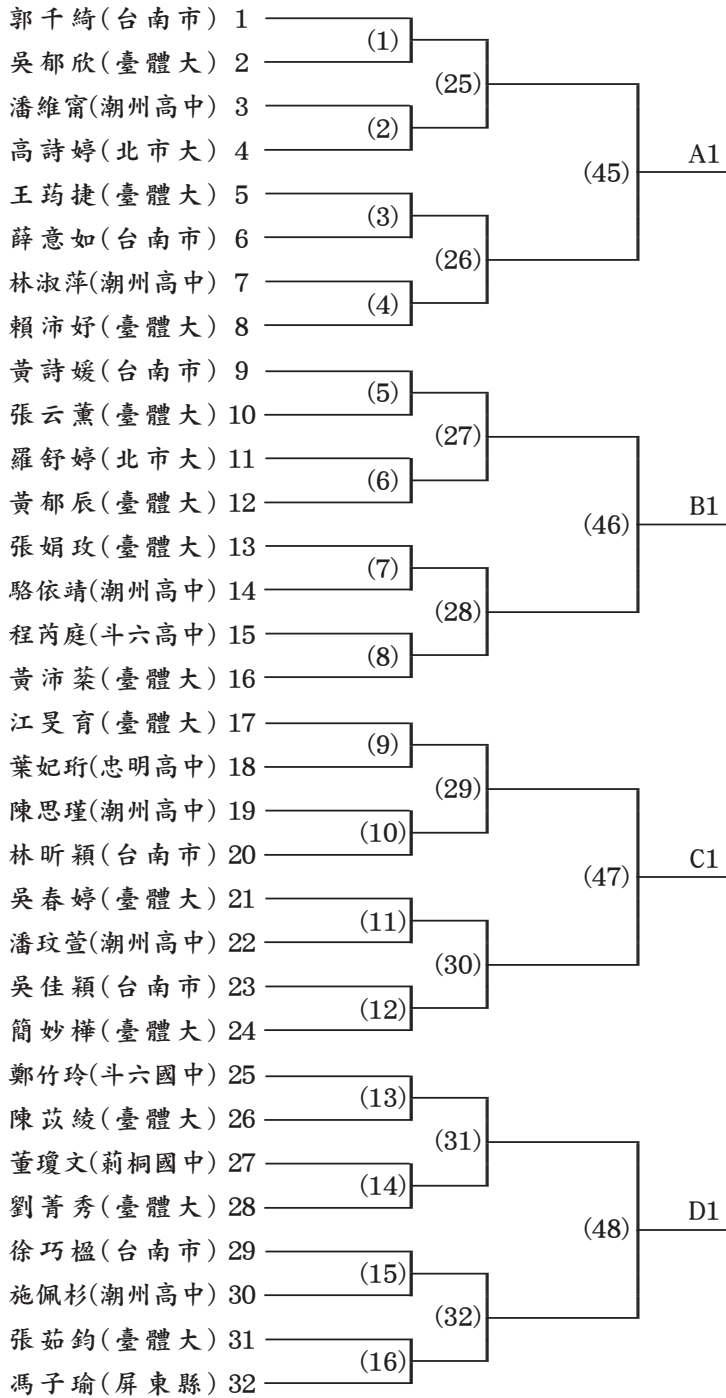 郭千綺(台南市) 1
(1)
吳郁欣(臺體大) 2
(25)
潘維甯(潮州高中) 3
(2)
高詩婷(北市大) 4
A1
(45)
王筠捷(臺體大) 5
(3)
薛意如(台南市) 6
(26)
林淑萍(潮州高中) 7
(4)
賴沛妤(臺體大) 8
黃詩媛(台南市) 9
(5)
張云薰(臺體大) 10
(27)
羅舒婷(北市大) 11
(6)
黃郁辰(臺體大) 12
B1
(46)
張娟玫(臺體大) 13
(7)
駱依靖(潮州高中) 14
(28)
程芮庭(斗六高中) 15
(8)
黃沛棻(臺體大) 16
江旻育(臺體大) 17
(9)
葉妃珩(忠明高中) 18
(29)
陳思瑾(潮州高中) 19
(10)
林昕穎(台南市) 20
C1
(47)
吳春婷(臺體大) 21
(11)
潘玟萱(潮州高中) 22
(30)
吳佳穎(台南市) 23
(12)
簡妙樺(臺體大) 24
鄭竹玲(斗六國中) 25
(13)
陳苡綾(臺體大) 26
(31)
董瓊文(莿桐國中) 27
(14)
劉菁秀(臺體大) 28
D1
(48)
徐巧楹(台南市) 29
(15)
施佩杉(潮州高中) 30
(32)
張茹鈞(臺體大) 31
(16)
馮子瑜(屏東縣) 32